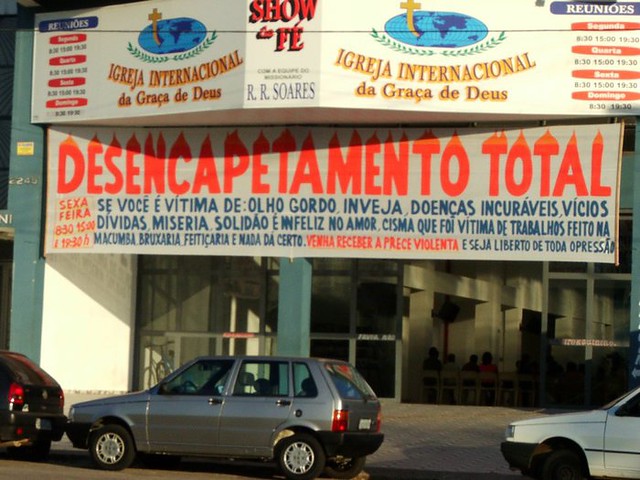 REUNIÕES
Segunda
8:30 15:00 19:30
Quarta
8:30 15:00 19:30
Sexta
8:30 15:00 19:30
Domingo
8:30 19:30
IGREJA INTERNACIONAL
da Graça de Deus
SHOW
da FÉ
COM A EQUIPE DO
MISSIONÁRIO
R. R. SOARES
IGREJA INTERNACIONAL
da Graça de Deus
REUNIÕES
Segunda
8:30 15:00 19:30
Quarta
8:30 15:00 19:30
Sexta
8:30 15:00 19:30
Domingo
8:30 19:30
DESENCAPETAMENTO TOTAL
SEXA
FEIRA
8:30 15:00
E 19:30 h
SE VOCÊ É VÍTIMA DE: OLHO GORDO, INVEJA, DOENÇAS INCURÁVEIS, VÍCIOS
DÍVIDAS, MISERIA, SOLIDÃO É INFELIZ NO AMOR, CISMA QUE FOI VÍTIMA DE TRABALHOS FEITO NA
MACUMBA, BRUXARIA, FEITIÇARIA E NADA DÁ CERTO. VENHA RECEBER A PRECE VIOLENTA E SEJA LIBERTO DE TODA OPRESSÃO
2249